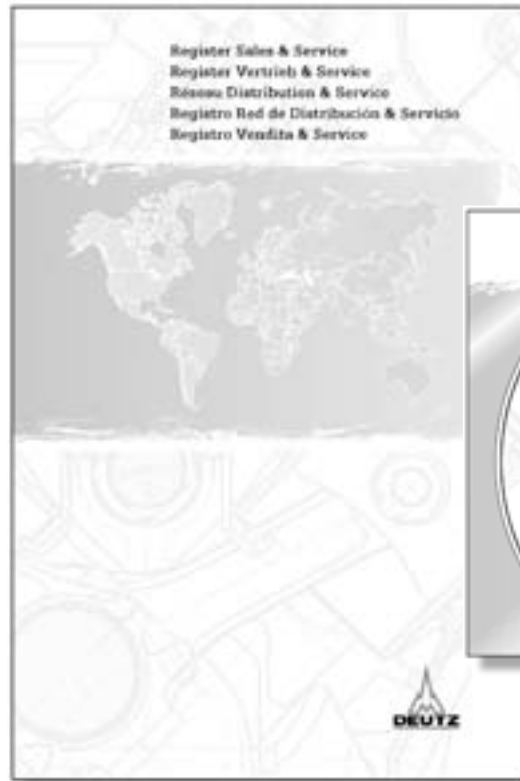 Register Sales & Service
Register Vertrieb & Service
Réseau Distribution & Service
Registro Red de Distribución & Servicio
Registro Vendita & Service
DEUTZ